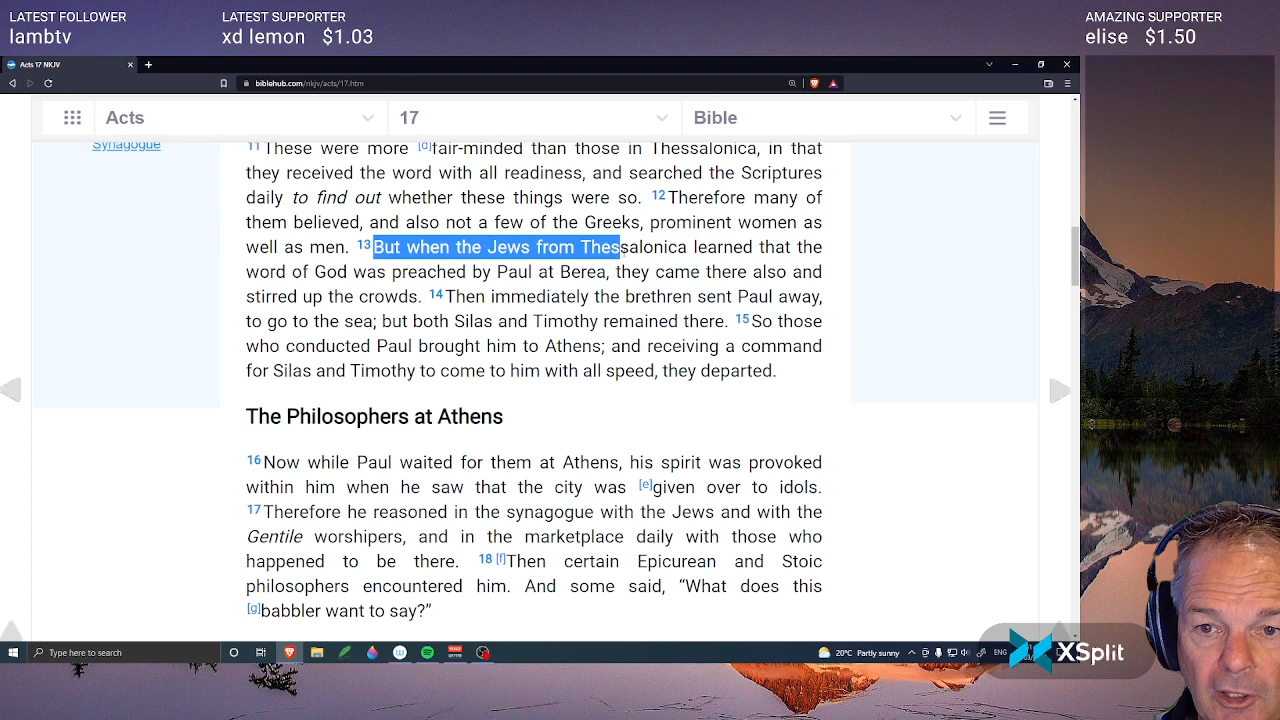 LATEST FOLLOWER
lambtv
LATEST SUPPORTER
xd lemon $1.03
AMAZING SUPPORTER
elise $1.50
Acts 17 NKJV
biblehub.com/nkjv/acts/17.htm
Acts
17
Bible
Synagogue
11 These were more [d]fair-minded than those in Thessalonica, in that
they received the word with all readiness, and searched the Scriptures
daily to find out whether these things were so. 12 Therefore many of
them believed, and also not a few of the Greeks, prominent women as
well as men. 13 But when the Jews from Thessalonica learned that the
word of God was preached by Paul at Berea, they came there also and
stirred up the crowds. 14 Then immediately the brethren sent Paul away,
to go to the sea; but both Silas and Timothy remained there. 15 So those
who conducted Paul brought him to Athens; and receiving a command
for Silas and Timothy to come to him with all speed, they departed.
The Philosophers at Athens
16 Now while Paul waited for them at Athens, his spirit was provoked
within him when he saw that the city was [e]given over to idols.
17 Therefore he reasoned in the synagogue with the Jews and with the
Gentile worshipers, and in the marketplace daily with those who
happened to be there. 18 [f]Then certain Epicurean and Stoic
philosophers encountered him. And some said, “What does this
[g]babbler want to say?”
Type here to search
20°C Partly sunny
ENG
XSplit